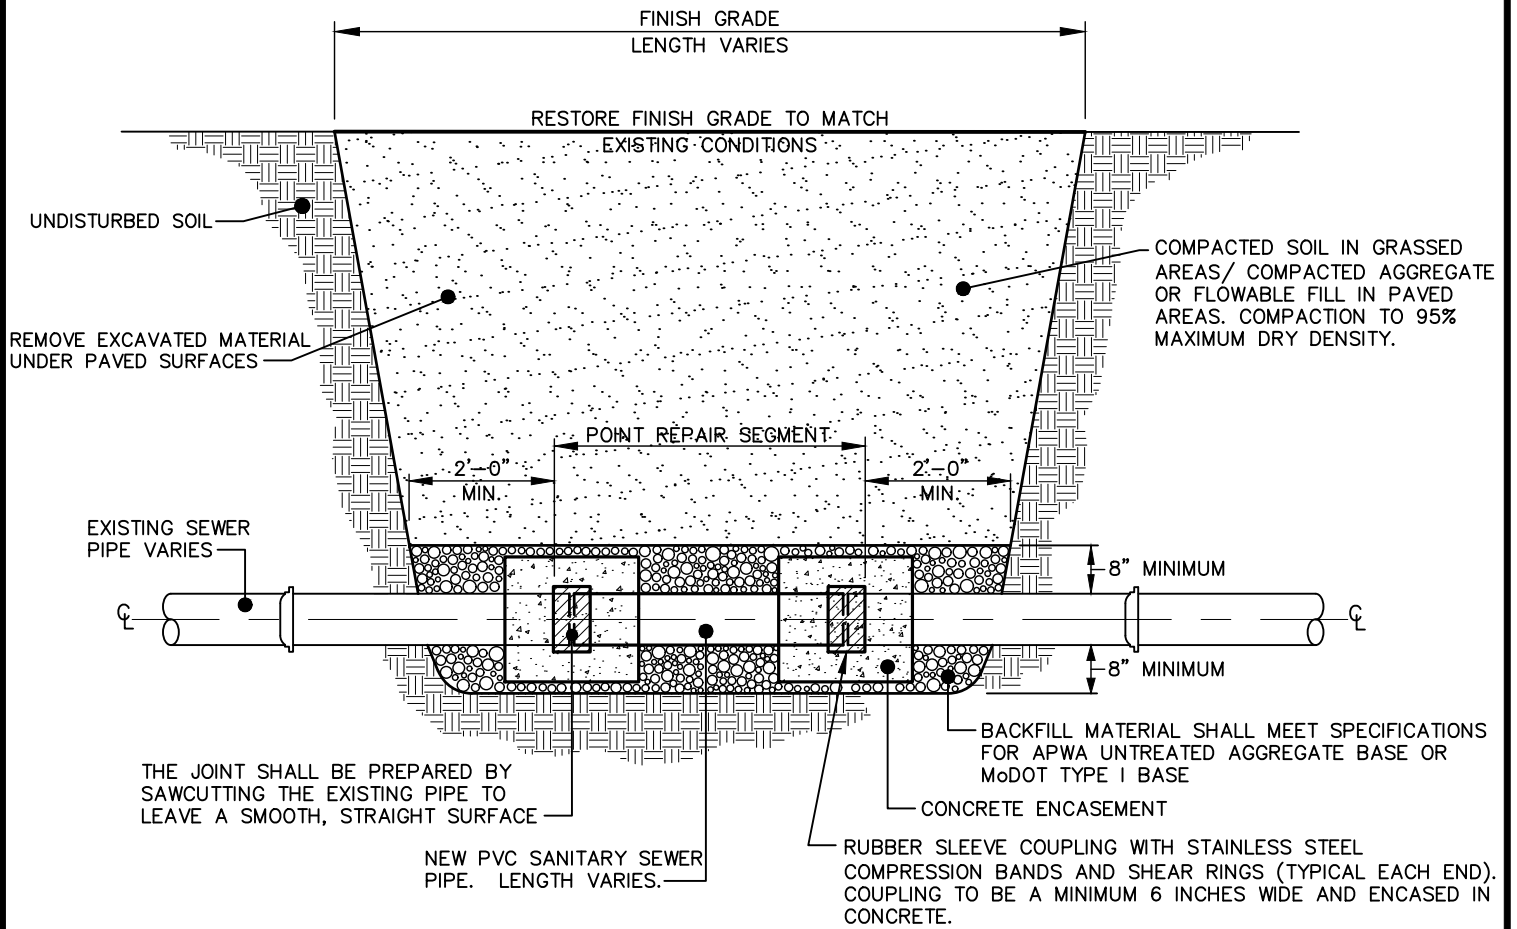 FINISH GRADE
LENGTH VARIES
RESTORE FINISH GRADE TO MATCH
EXISTING CONDITIONS
UNDISTURBED SOIL
COMPACTED SOIL IN GRASSED
AREAS/ COMPACTED AGGREGATE
OR FLOWABLE FILL IN PAVED
AREAS. COMPACTION TO 95%
MAXIMUM DRY DENSITY.
REMOVE EXCAVATED MATERIAL
UNDER PAVED SURFACES
POINT REPAIR SEGMENT
2'-0"
MIN.
2'-0"
MIN.
EXISTING SEWER
PIPE VARIES
8" MINIMUM
℄
℄
8" MINIMUM
BACKFILL MATERIAL SHALL MEET SPECIFICATIONS
FOR APWA UNTREATED AGGREGATE BASE OR
MoDOT TYPE I BASE
THE JOINT SHALL BE PREPARED BY
SAWCUTTING THE EXISTING PIPE TO
LEAVE A SMOOTH, STRAIGHT SURFACE
CONCRETE ENCASEMENT
NEW PVC SANITARY SEWER
PIPE. LENGTH VARIES.
RUBBER SLEEVE COUPLING WITH STAINLESS STEEL
COMPRESSION BANDS AND SHEAR RINGS (TYPICAL EACH END).
COUPLING TO BE A MINIMUM 6 INCHES WIDE AND ENCASED IN
CONCRETE.